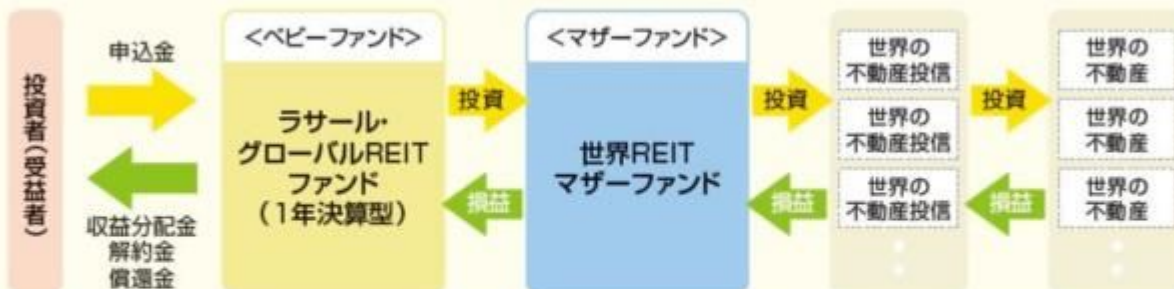 投資者(受益者)
申込金
収益分配金
解約金
償還金
<ベビーファンド>
ラサール・
グローバルREIT
ファンド
(1年決算型)
投資
損益
<マザーファンド>
世界REIT
マザーファンド
投資
損益
世界の
不動産投信
世界の
不動産投信
世界の
不動産投信
投資
損益
世界の
不動産
世界の
不動産
世界の
不動産